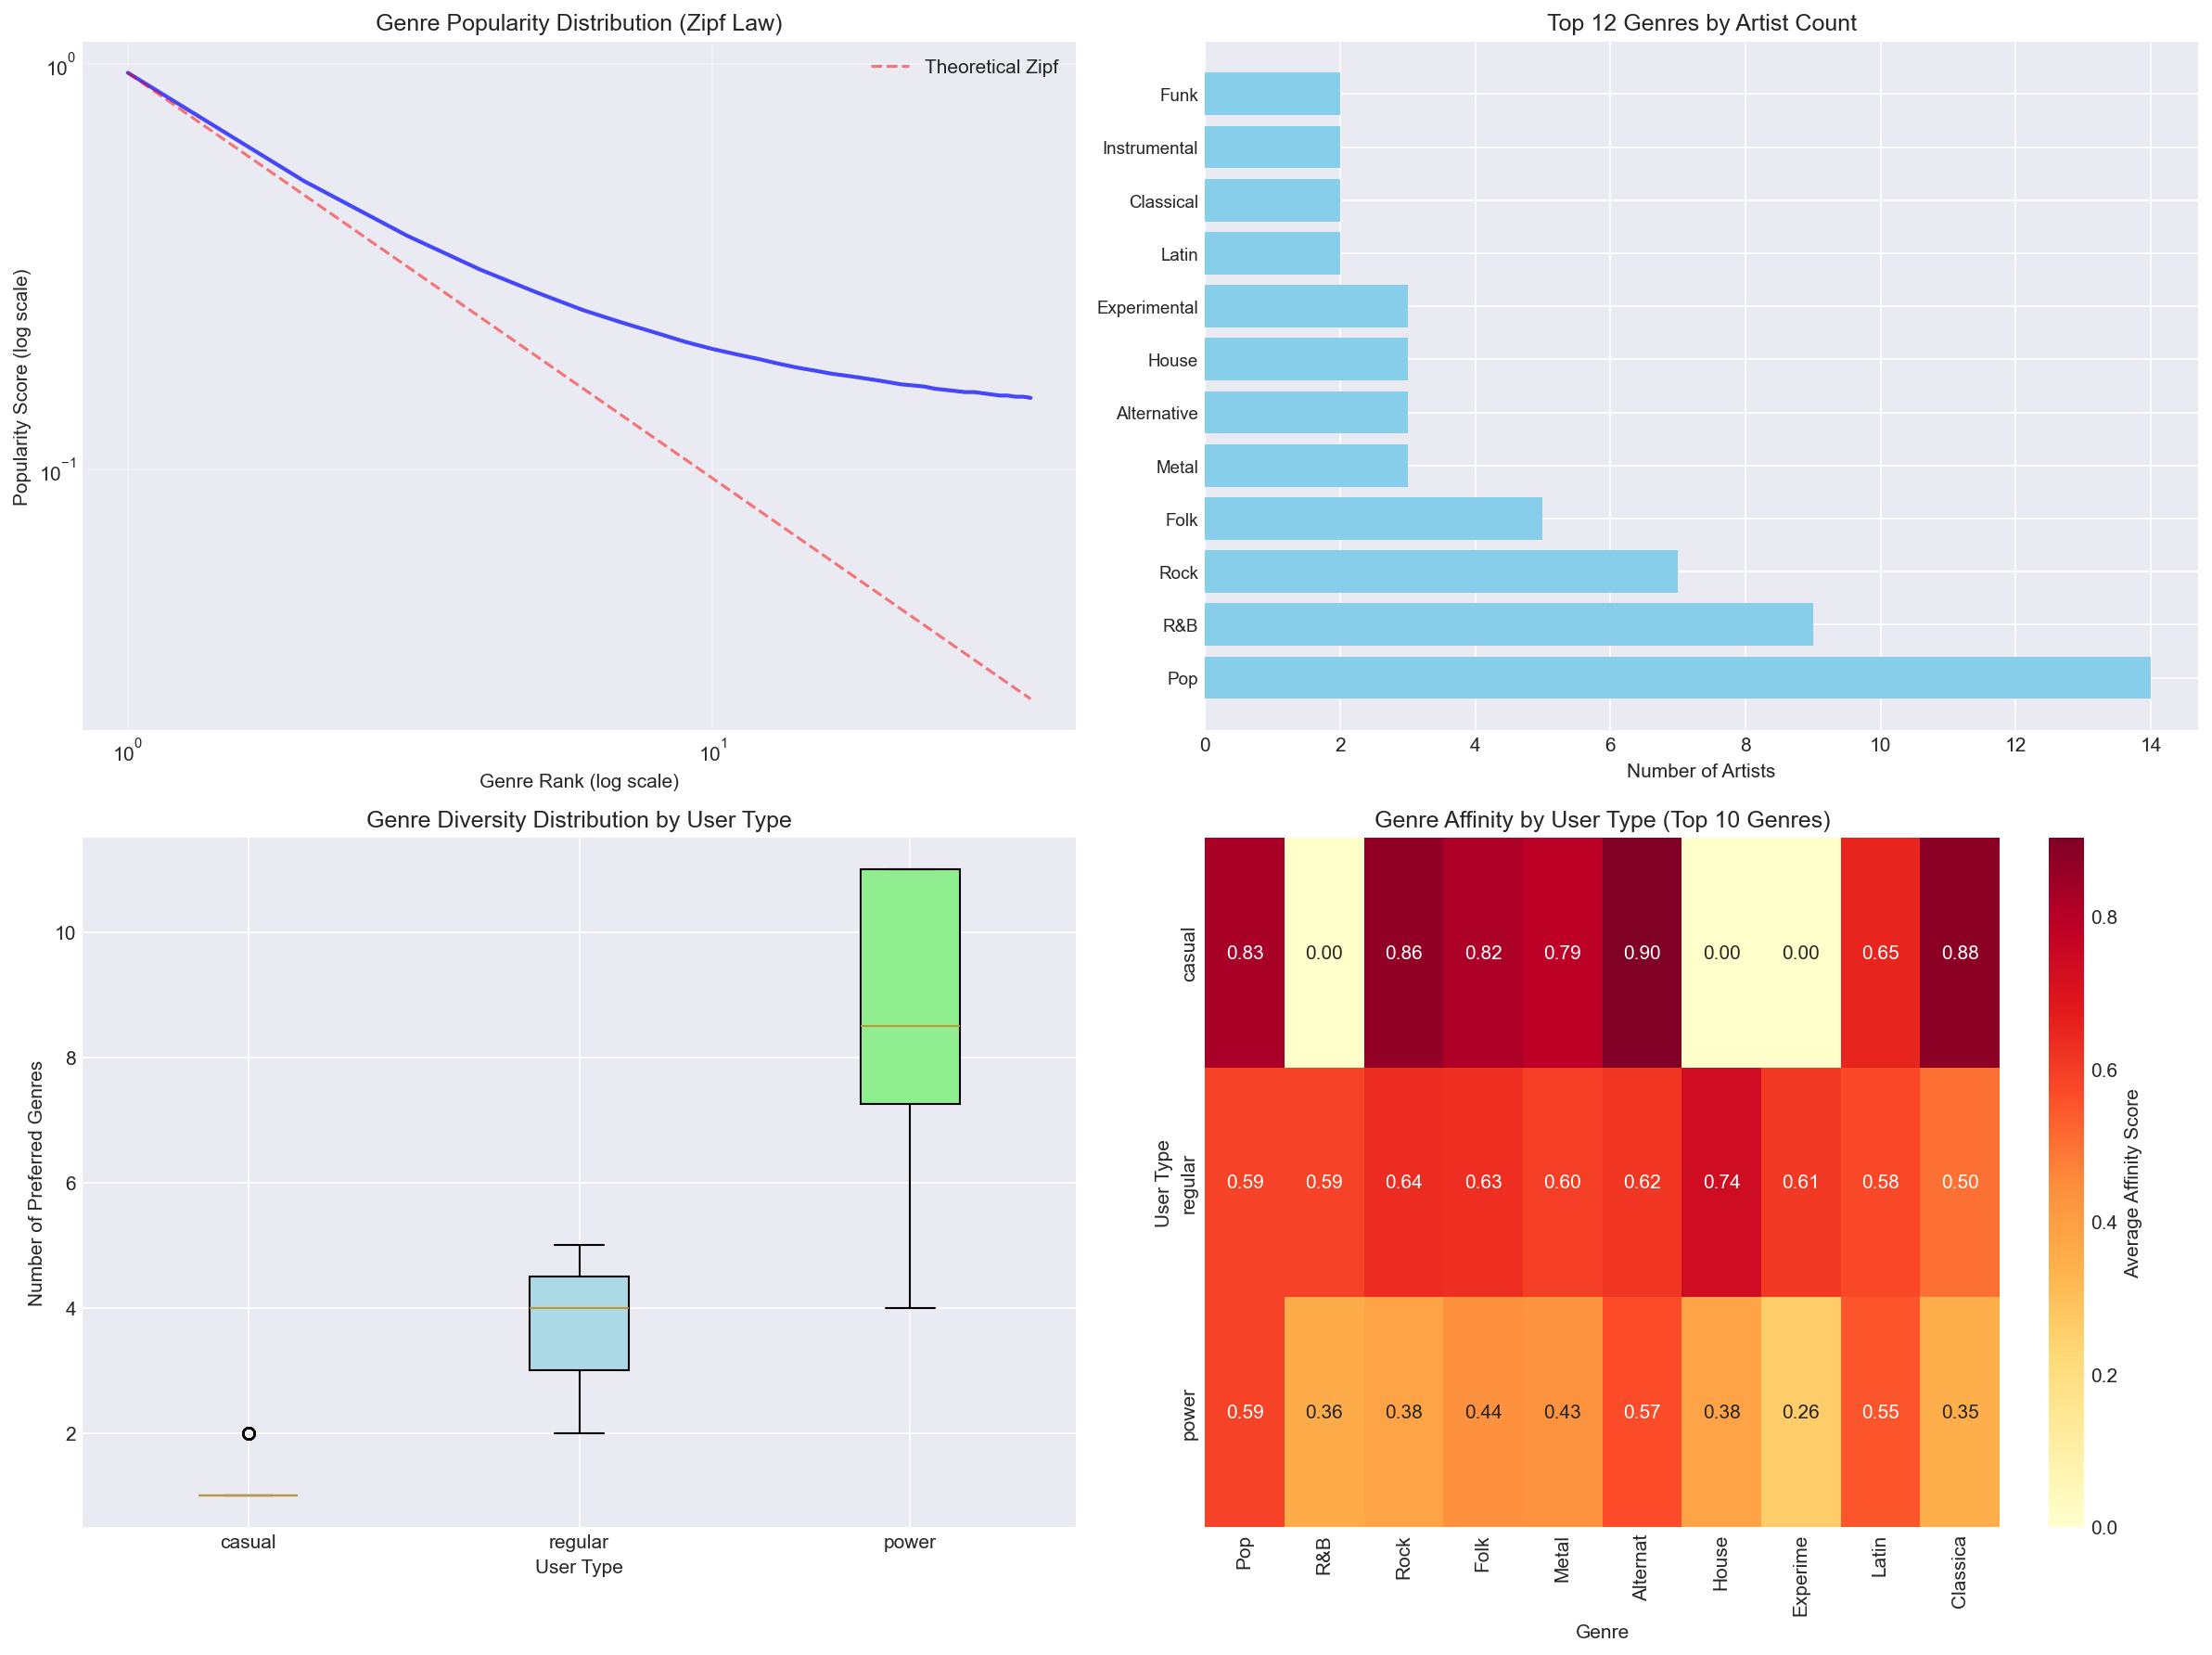 Genre Popularity Distribution (Zipf Law)
10^0
10^-1
Popularity Score (log scale)
Theoretical Zipf
10^0 10^1
Genre Rank (log scale)
Top 12 Genres by Artist Count
Funk
Instrumental
Classical
Latin
Experimental
House
Alternative
Metal
Folk
Rock
R&B
Pop
0 2 4 6 8 10 12 14
Number of Artists
Genre Diversity Distribution by User Type
10
8
6
4
2
Number of Preferred Genres
casual regular power
User Type
Genre Affinity by User Type (Top 10 Genres)
User Type
casual
0.83 0.00 0.86 0.82 0.79 0.90 0.00 0.00 0.65 0.88
regular
0.59 0.59 0.64 0.63 0.60 0.62 0.74 0.61 0.58 0.50
power
0.59 0.36 0.38 0.44 0.43 0.57 0.38 0.26 0.55 0.35
Pop R&B Rock Folk Metal Alternat House Experime Latin Classica
Genre
0.8
0.6
0.4
0.2
0.0
Average Affinity Score